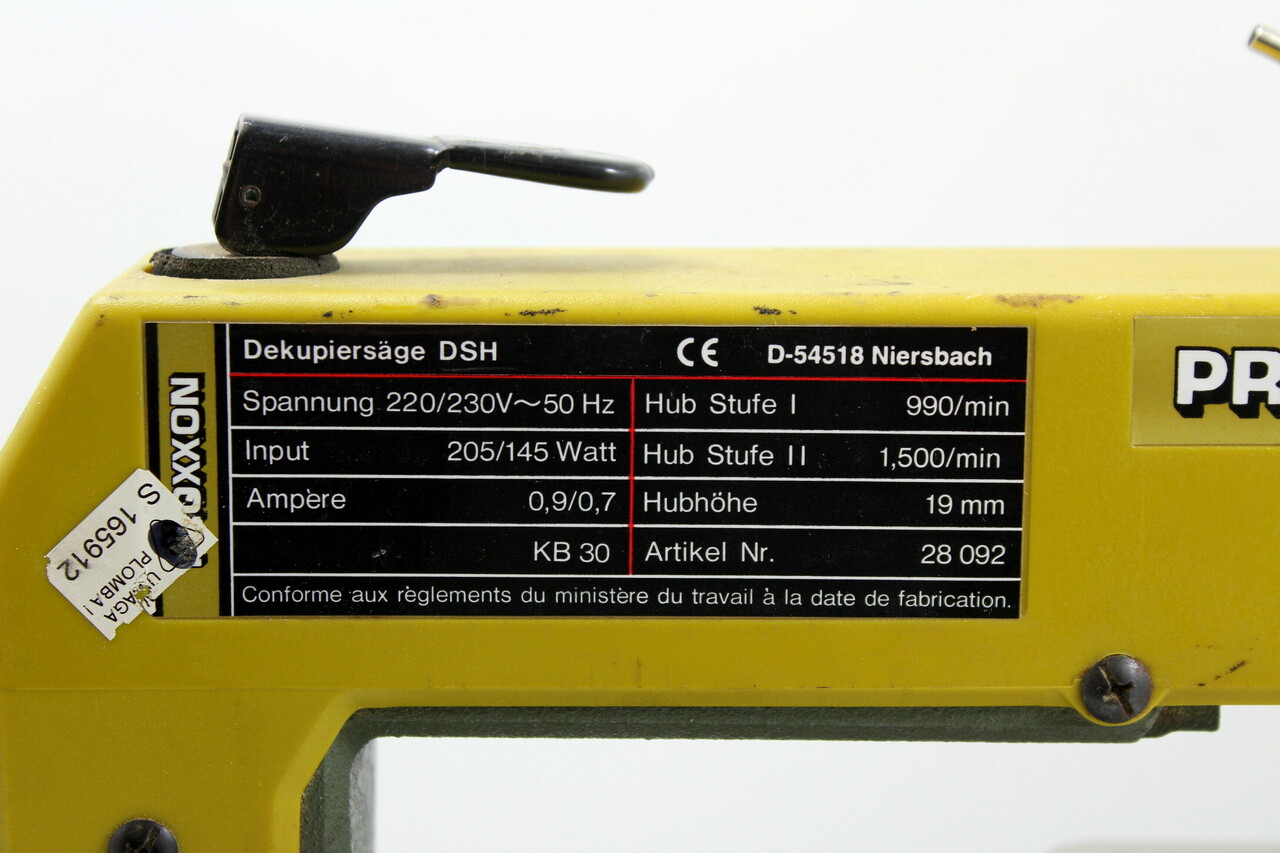 Dekupiersäge DSH CE D-54518 Niersbach
Spannung 220/230V~50 Hz Hub Stufe I 990/min
Input 205/145 Watt Hub Stufe II 1,500/min
Ampère 0,9/0,7 Hubhöhe 19 mm
KB 30 Artikel Nr. 28 092
Conforme aux règlements du ministère du travail à la date de fabrication.
S 165912
PLOMBA!
PR